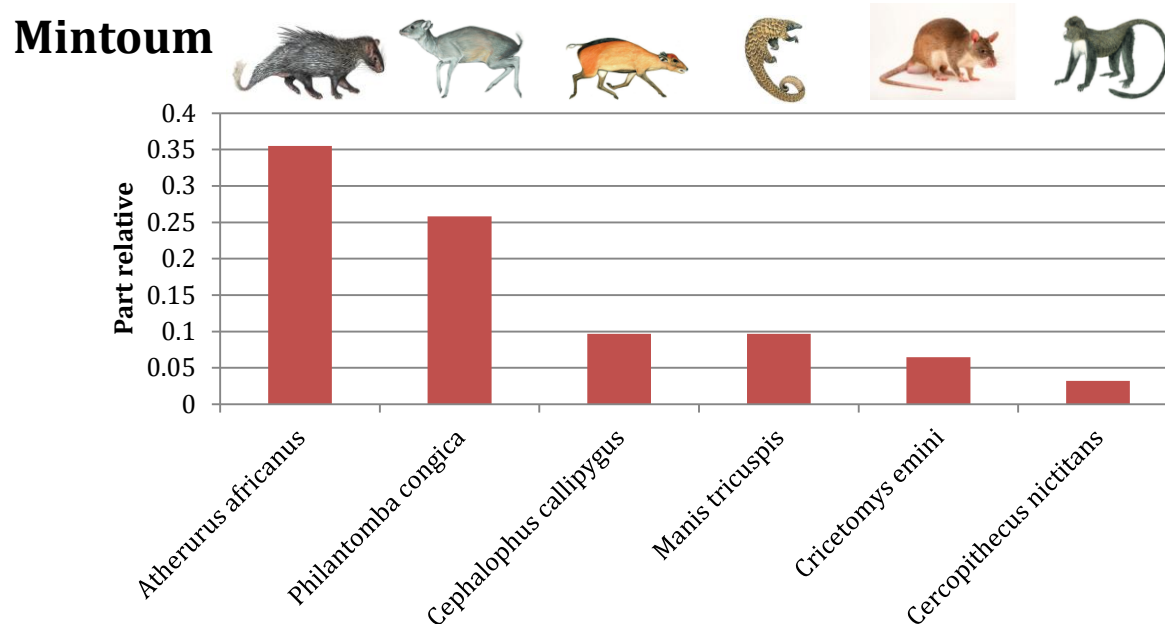 Mintoum
Part relative
0.4
0.35
0.3
0.25
0.2
0.15
0.1
0.05
0
Atherurus africanus
Philantomba congica
Cephalophus callipygus
Manis tricuspis
Cricetomys emini
Cercopithecus nictitans